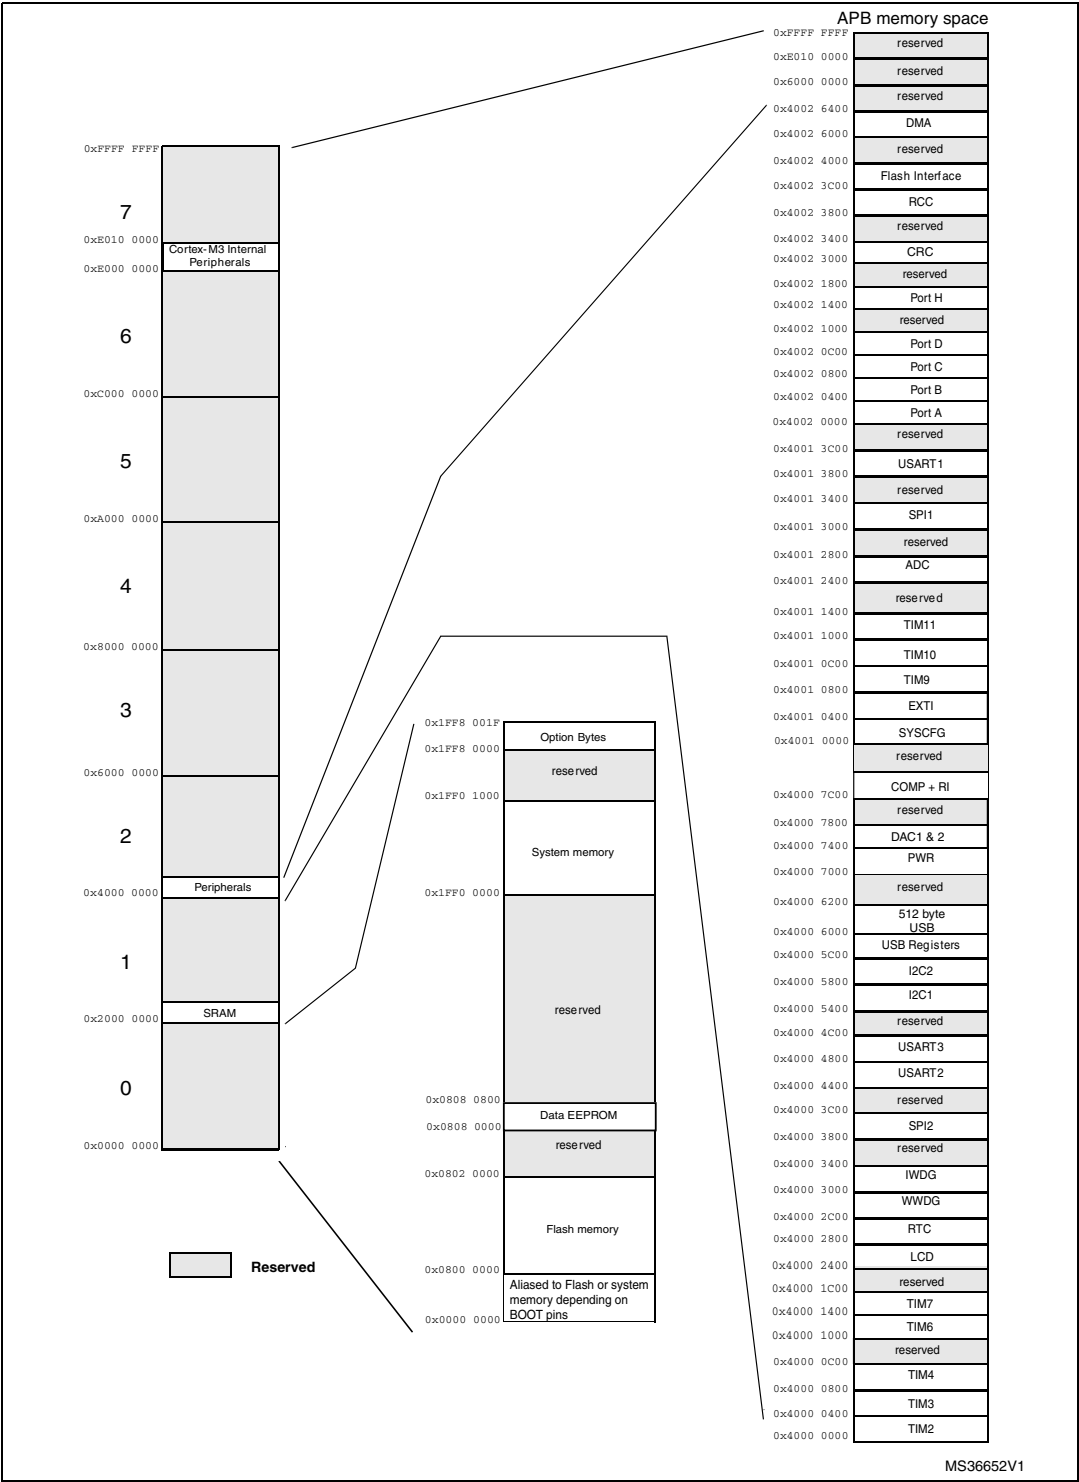 APB memory space
0xFFFF FFFF
reserved
0xE010 0000
reserved
0x6000 0000
reserved
0x4002 6400
DMA
0x4002 6000
reserved
0x4002 4000
Flash Interface
0x4002 3C00
RCC
0x4002 3800
reserved
0x4002 3400
CRC
0x4002 3000
reserved
0x4002 1800
Port H
0x4002 1400
reserved
0x4002 1000
Port D
0x4002 0C00
Port C
0x4002 0800
Port B
0x4002 0400
Port A
0x4002 0000
reserved
0x4001 3C00
USART1
0x4001 3800
reserved
0x4001 3400
SPI1
0x4001 3000
reserved
0x4001 2800
ADC
0x4001 2400
reserved
0x4001 1400
TIM11
0x4001 1000
TIM10
0x4001 0C00
TIM9
0x4001 0800
EXTI
0x4001 0400
SYSCFG
0x4001 0000
reserved
COMP + RI
0x4000 7C00
reserved
0x4000 7800
DAC1 & 2
0x4000 7400
PWR
0x4000 7000
reserved
0x4000 6200
512 byte
USB
0x4000 6000
USB Registers
0x4000 5C00
I2C2
0x4000 5800
I2C1
0x4000 5400
reserved
0x4000 4C00
USART3
0x4000 4800
USART2
0x4000 4400
reserved
0x4000 3C00
SPI2
0x4000 3800
reserved
0x4000 3400
IWDG
0x4000 3000
WWDG
0x4000 2C00
RTC
0x4000 2800
LCD
0x4000 2400
reserved
0x4000 1C00
TIM7
0x4000 1400
TIM6
0x4000 1000
reserved
0x4000 0C00
TIM4
0x4000 0800
TIM3
0x4000 0400
TIM2
0x4000 0000
0xFFFF FFFF
7
0xE010 0000
Cortex-M3 Internal
Peripherals
0xE000 0000
6
0xC000 0000
5
0xA000 0000
4
0x8000 0000
3
0x6000 0000
2
Peripherals
0x4000 0000
1
SRAM
0x2000 0000
0
0x0000 0000
Reserved
0x1FF8 001F
Option Bytes
0x1FF8 0000
reserved
0x1FF0 1000
System memory
0x1FF0 0000
reserved
0x0808 0800
Data EEPROM
0x0808 0000
reserved
0x0802 0000
Flash memory
0x0800 0000
Aliased to Flash or system
memory depending on
BOOT pins
0x0000 0000
MS36652V1